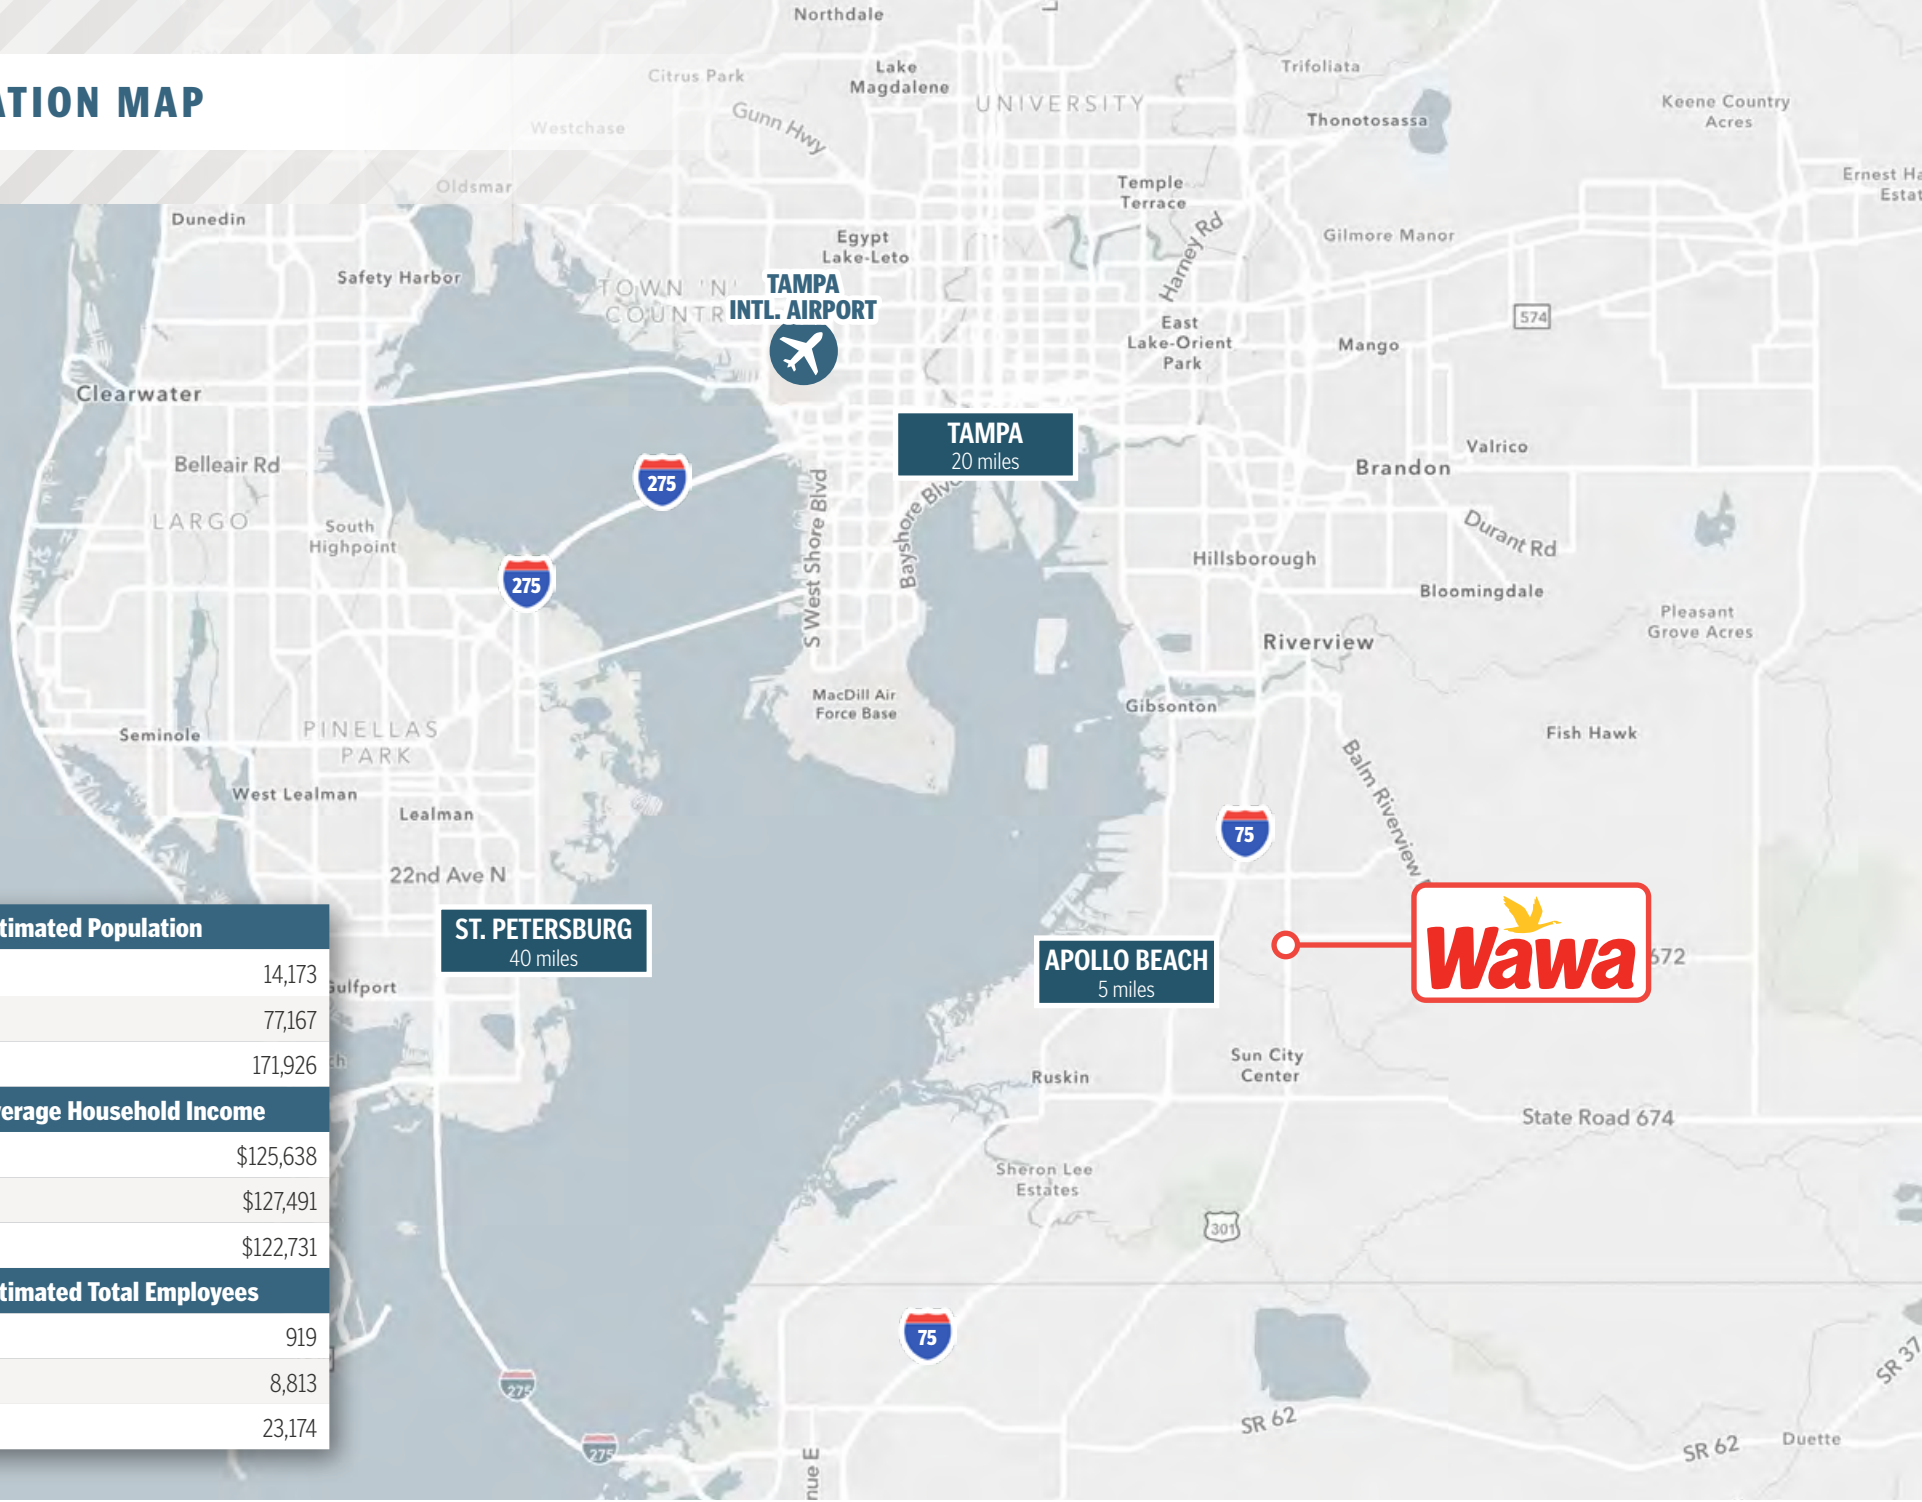 ATION MAP
Northdale
Citrus Park
Lake
Magdalene
UNIVERSITY
Trifoliata
Keene Country
Acres
Gunn Hwy
Westchase
Thonotosassa
Oldsmar
Temple
Terrace
Ernest Ha
Estat
Dunedin
Safety Harbor
Egypt
Lake-Leto
Harney Rd
Gilmore Manor
TOWN 'N'
COUNTR
TAMPA
INTL. AIRPORT
East
Lake-Orient
Park
574
Mango
Clearwater
TAMPA
20 miles
Valrico
Brandon
Belleair Rd
275
S West Shore Blvd
Bayshore Blvd
LARGO
South
Highpoint
Durant Rd
Hillsborough
275
Bloomingdale
Pleasant
Grove Acres
Riverview
MacDill Air
Force Base
Gibsonton
Seminole
PINELLAS
PARK
Fish Hawk
Balm Riverview
West Lealman
Lealman
75
22nd Ave N
ST. PETERSBURG
40 miles
APOLLO BEACH
5 miles
Wawa
672
timated Population
14,173
77,167
171,926
Gulfport
ch
verage Household Income
$125,638
$127,491
$122,731
timated Total Employees
919
8,813
23,174
Sun City
Center
Ruskin
State Road 674
Sheron Lee
Estates
301
75
275
275
SR 62
SR 62
Duette
SR 37
nue E